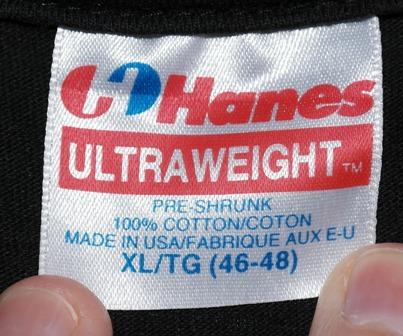 Hanes
ULTRAWEIGHT™
PRE-SHRUNK
100% COTTON/COTON
MADE IN USA/FABRIQUE AUX E-U
XL/TG (46-48)